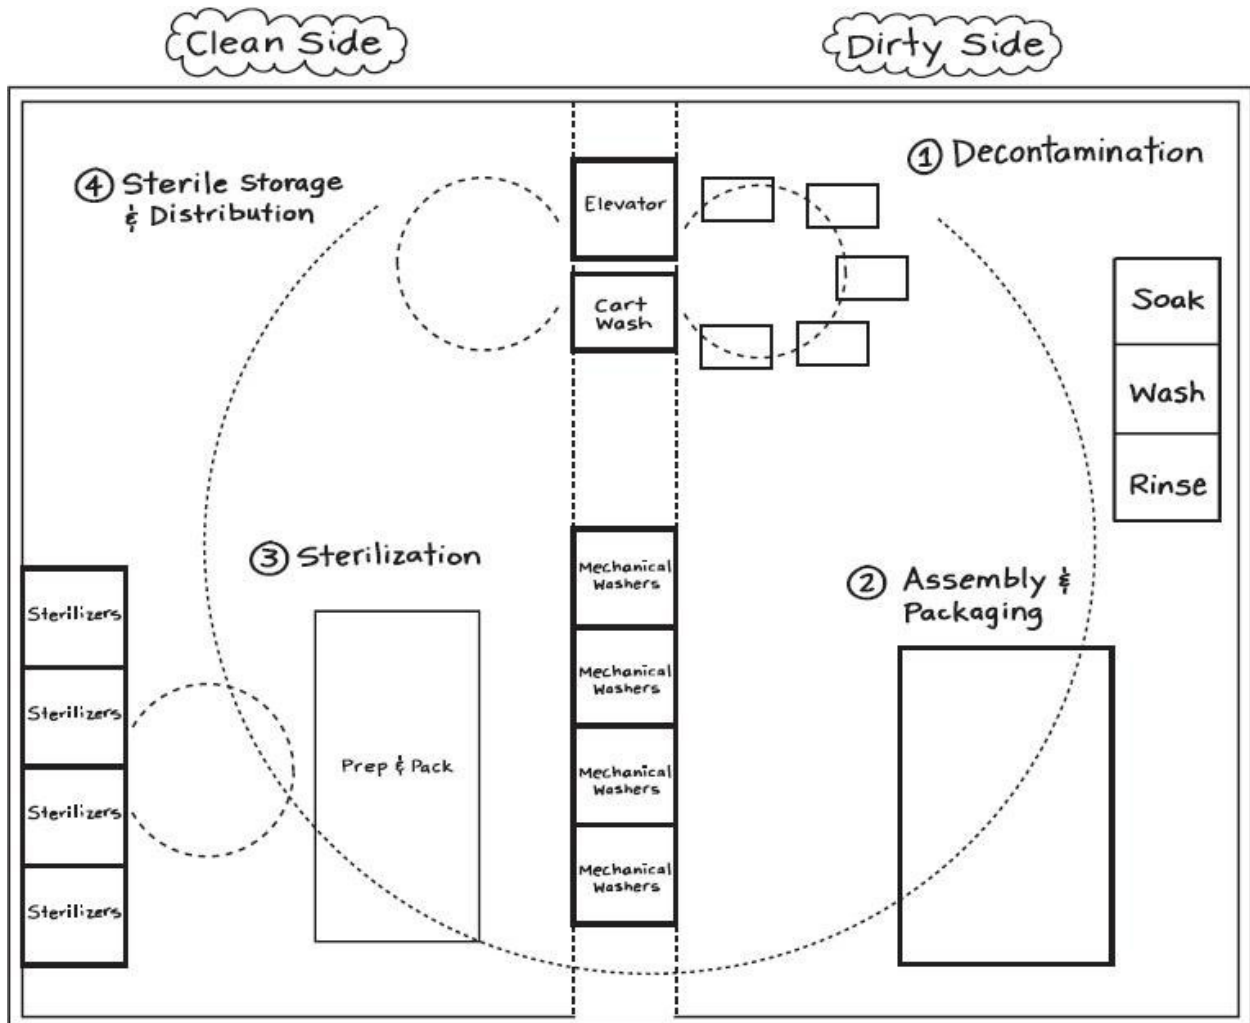 Clean Side
Dirty Side
① Decontamination
④ Sterile Storage
& Distribution
Elevator
Cart
Wash
Soak
Wash
Rinse
③ Sterilization
② Assembly &
Packaging
Mechanical
Washers
Mechanical
Washers
Mechanical
Washers
Mechanical
Washers
Sterilizers
Sterilizers
Sterilizers
Sterilizers
Prep & Pack